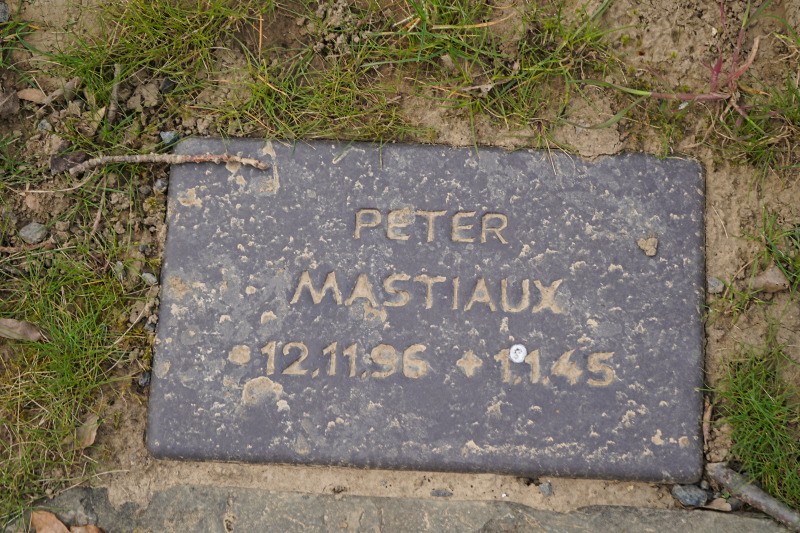 PETER
MASTIAUX
• 12.11.96 + 1.1.45